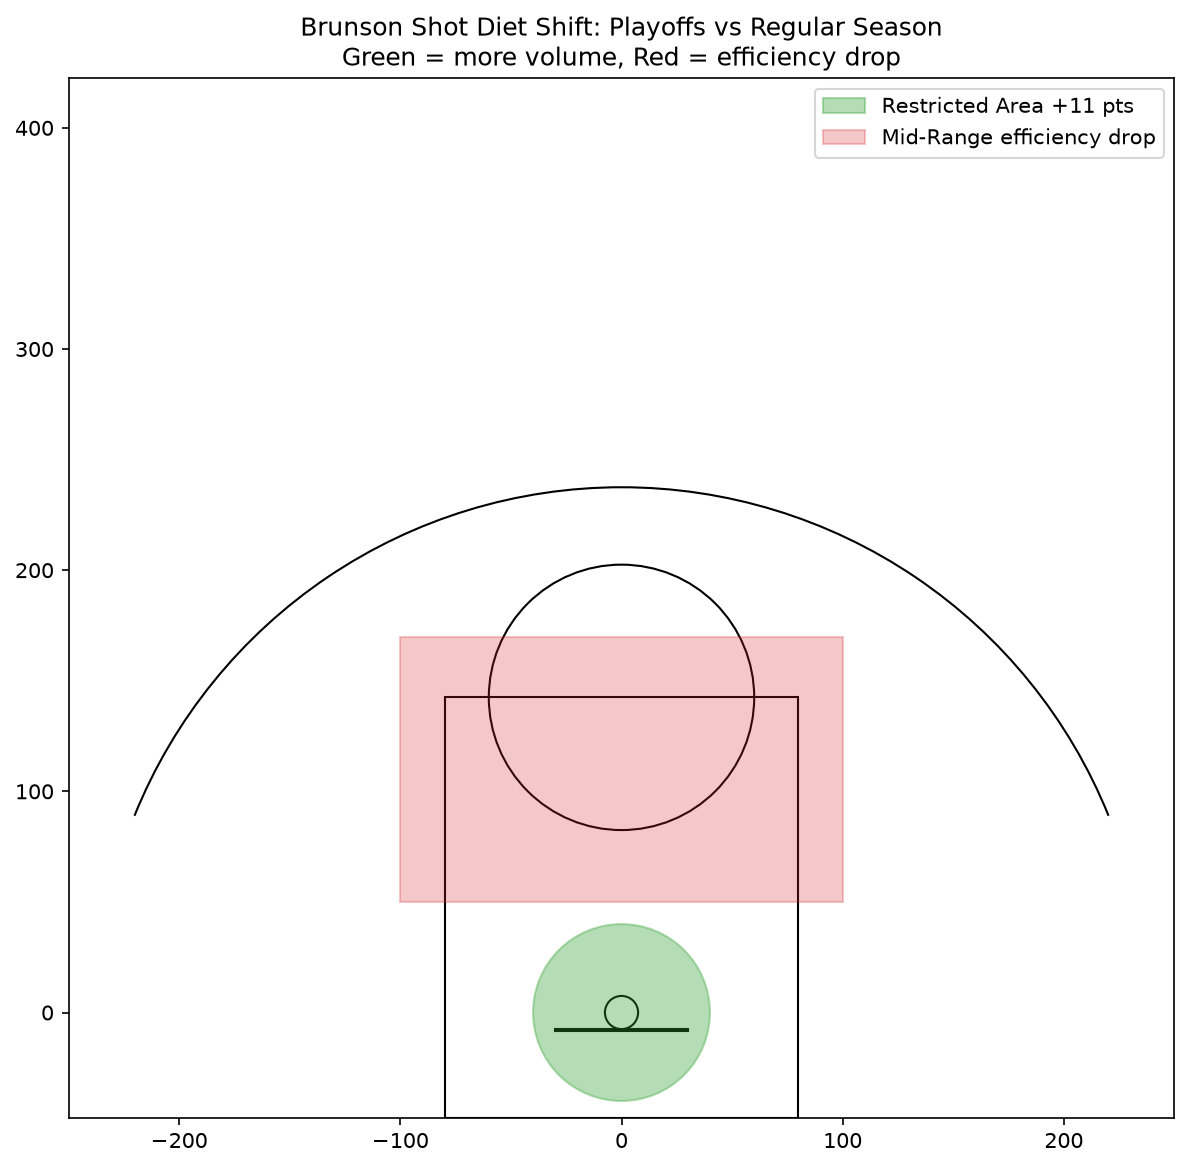 Brunson Shot Diet Shift: Playoffs vs Regular Season
Green = more volume, Red = efficiency drop
Restricted Area +11 pts
Mid-Range efficiency drop
400
300
200
100
0
−200
−100
0
100
200